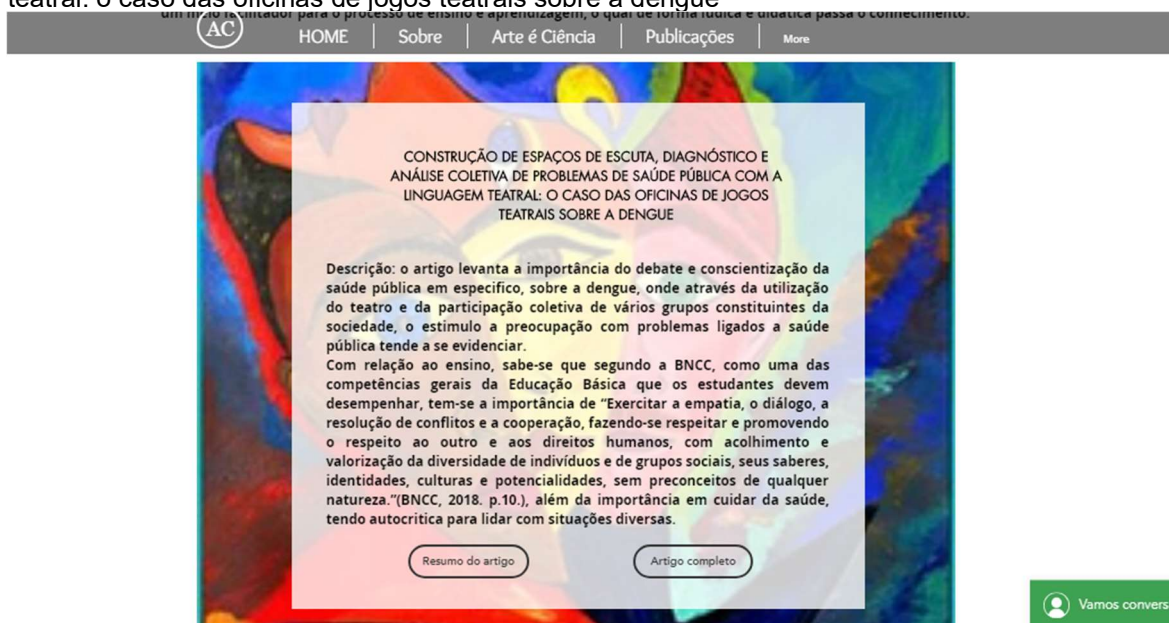 teatral: o caso das oficinas de jogos teatrais sobre a dengue
um meio facilitador para o processo de ensino e aprendizagem, o qual de forma lúdica e didática passa o conhecimento.
AC
HOME
Sobre
Arte é Ciência
Publicações
More
CONSTRUÇÃO DE ESPAÇOS DE ESCUTA, DIAGNÓSTICO E
ANÁLISE COLETIVA DE PROBLEMAS DE SAÚDE PÚBLICA COM A
LINGUAGEM TEATRAL: O CASO DAS OFICINAS DE JOGOS
TEATRAIS SOBRE A DENGUE
Descrição: o artigo levanta a importância do debate e conscientização da
saúde pública em especifico, sobre a dengue, onde através da utilização
do teatro e da participação coletiva de vários grupos constituintes da
sociedade, o estimulo a preocupação com problemas ligados a saúde
pública tende a se evidenciar.
Com relação ao ensino, sabe-se que segundo a BNCC, como uma das
competências gerais da Educação Básica que os estudantes devem
desempenhar, tem-se a importância de “Exercitar a empatia, o diálogo, a
resolução de conflitos e a cooperação, fazendo-se respeitar e promovendo
o respeito ao outro e aos direitos humanos, com acolhimento e
valorização da diversidade de indivíduos e de grupos sociais, seus saberes,
identidades, culturas e potencialidades, sem preconceitos de qualquer
natureza.”(BNCC, 2018. p.10.), além da importância em cuidar da saúde,
tendo autocritica para lidar com situações diversas.
Resumo do artigo
Artigo completo
Vamos convers